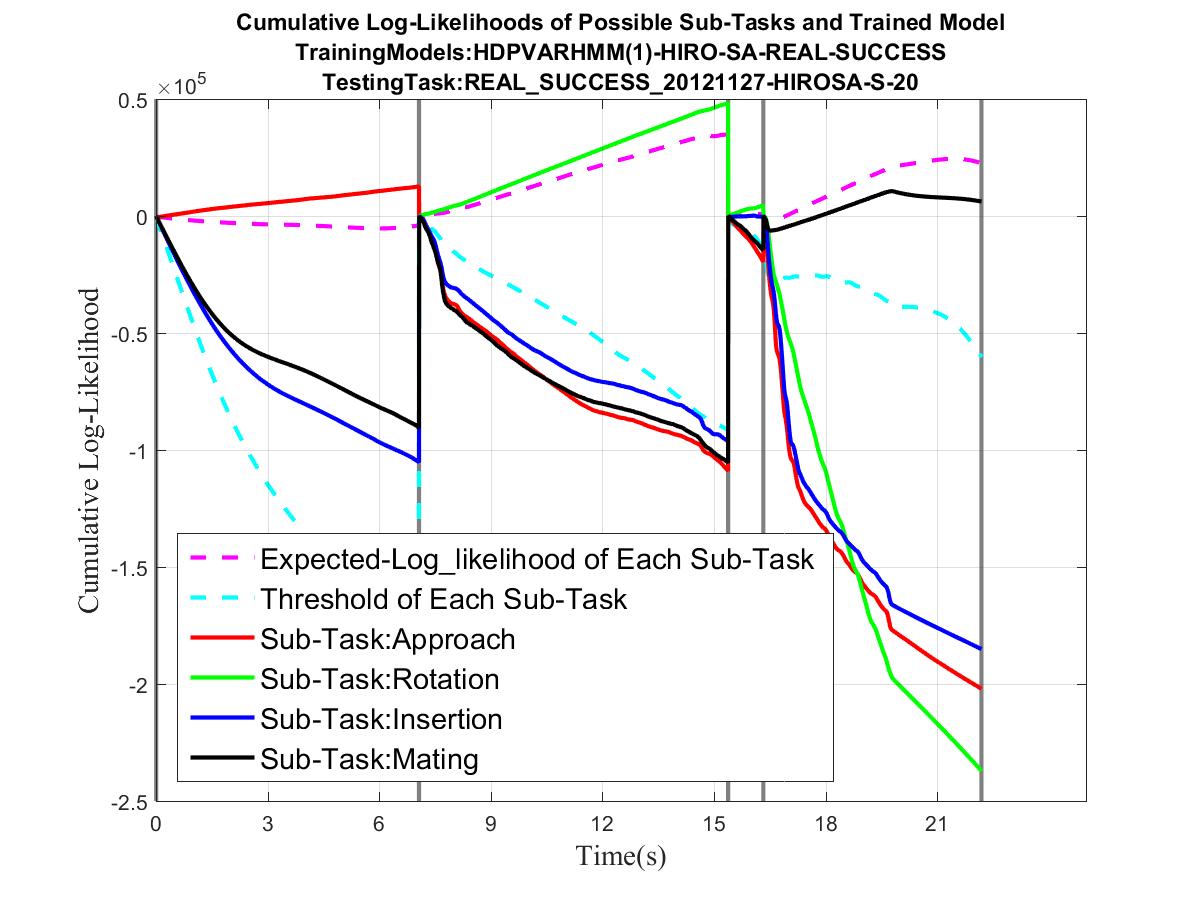 Cumulative Log-Likelihoods of Possible Sub-Tasks and Trained Model
TrainingModels:HDPVARHMM(1)-HIRO-SA-REAL-SUCCESS
TestingTask:REAL_SUCCESS_20121127-HIROSA-S-20
×10^5
0.5
0
-0.5
-1
-1.5
-2
-2.5
Cumulative Log-Likelihood
Expected-Log_likelihood of Each Sub-Task
Threshold of Each Sub-Task
Sub-Task:Approach
Sub-Task:Rotation
Sub-Task:Insertion
Sub-Task:Mating
0 3 6 9 12 15 18 21
Time(s)